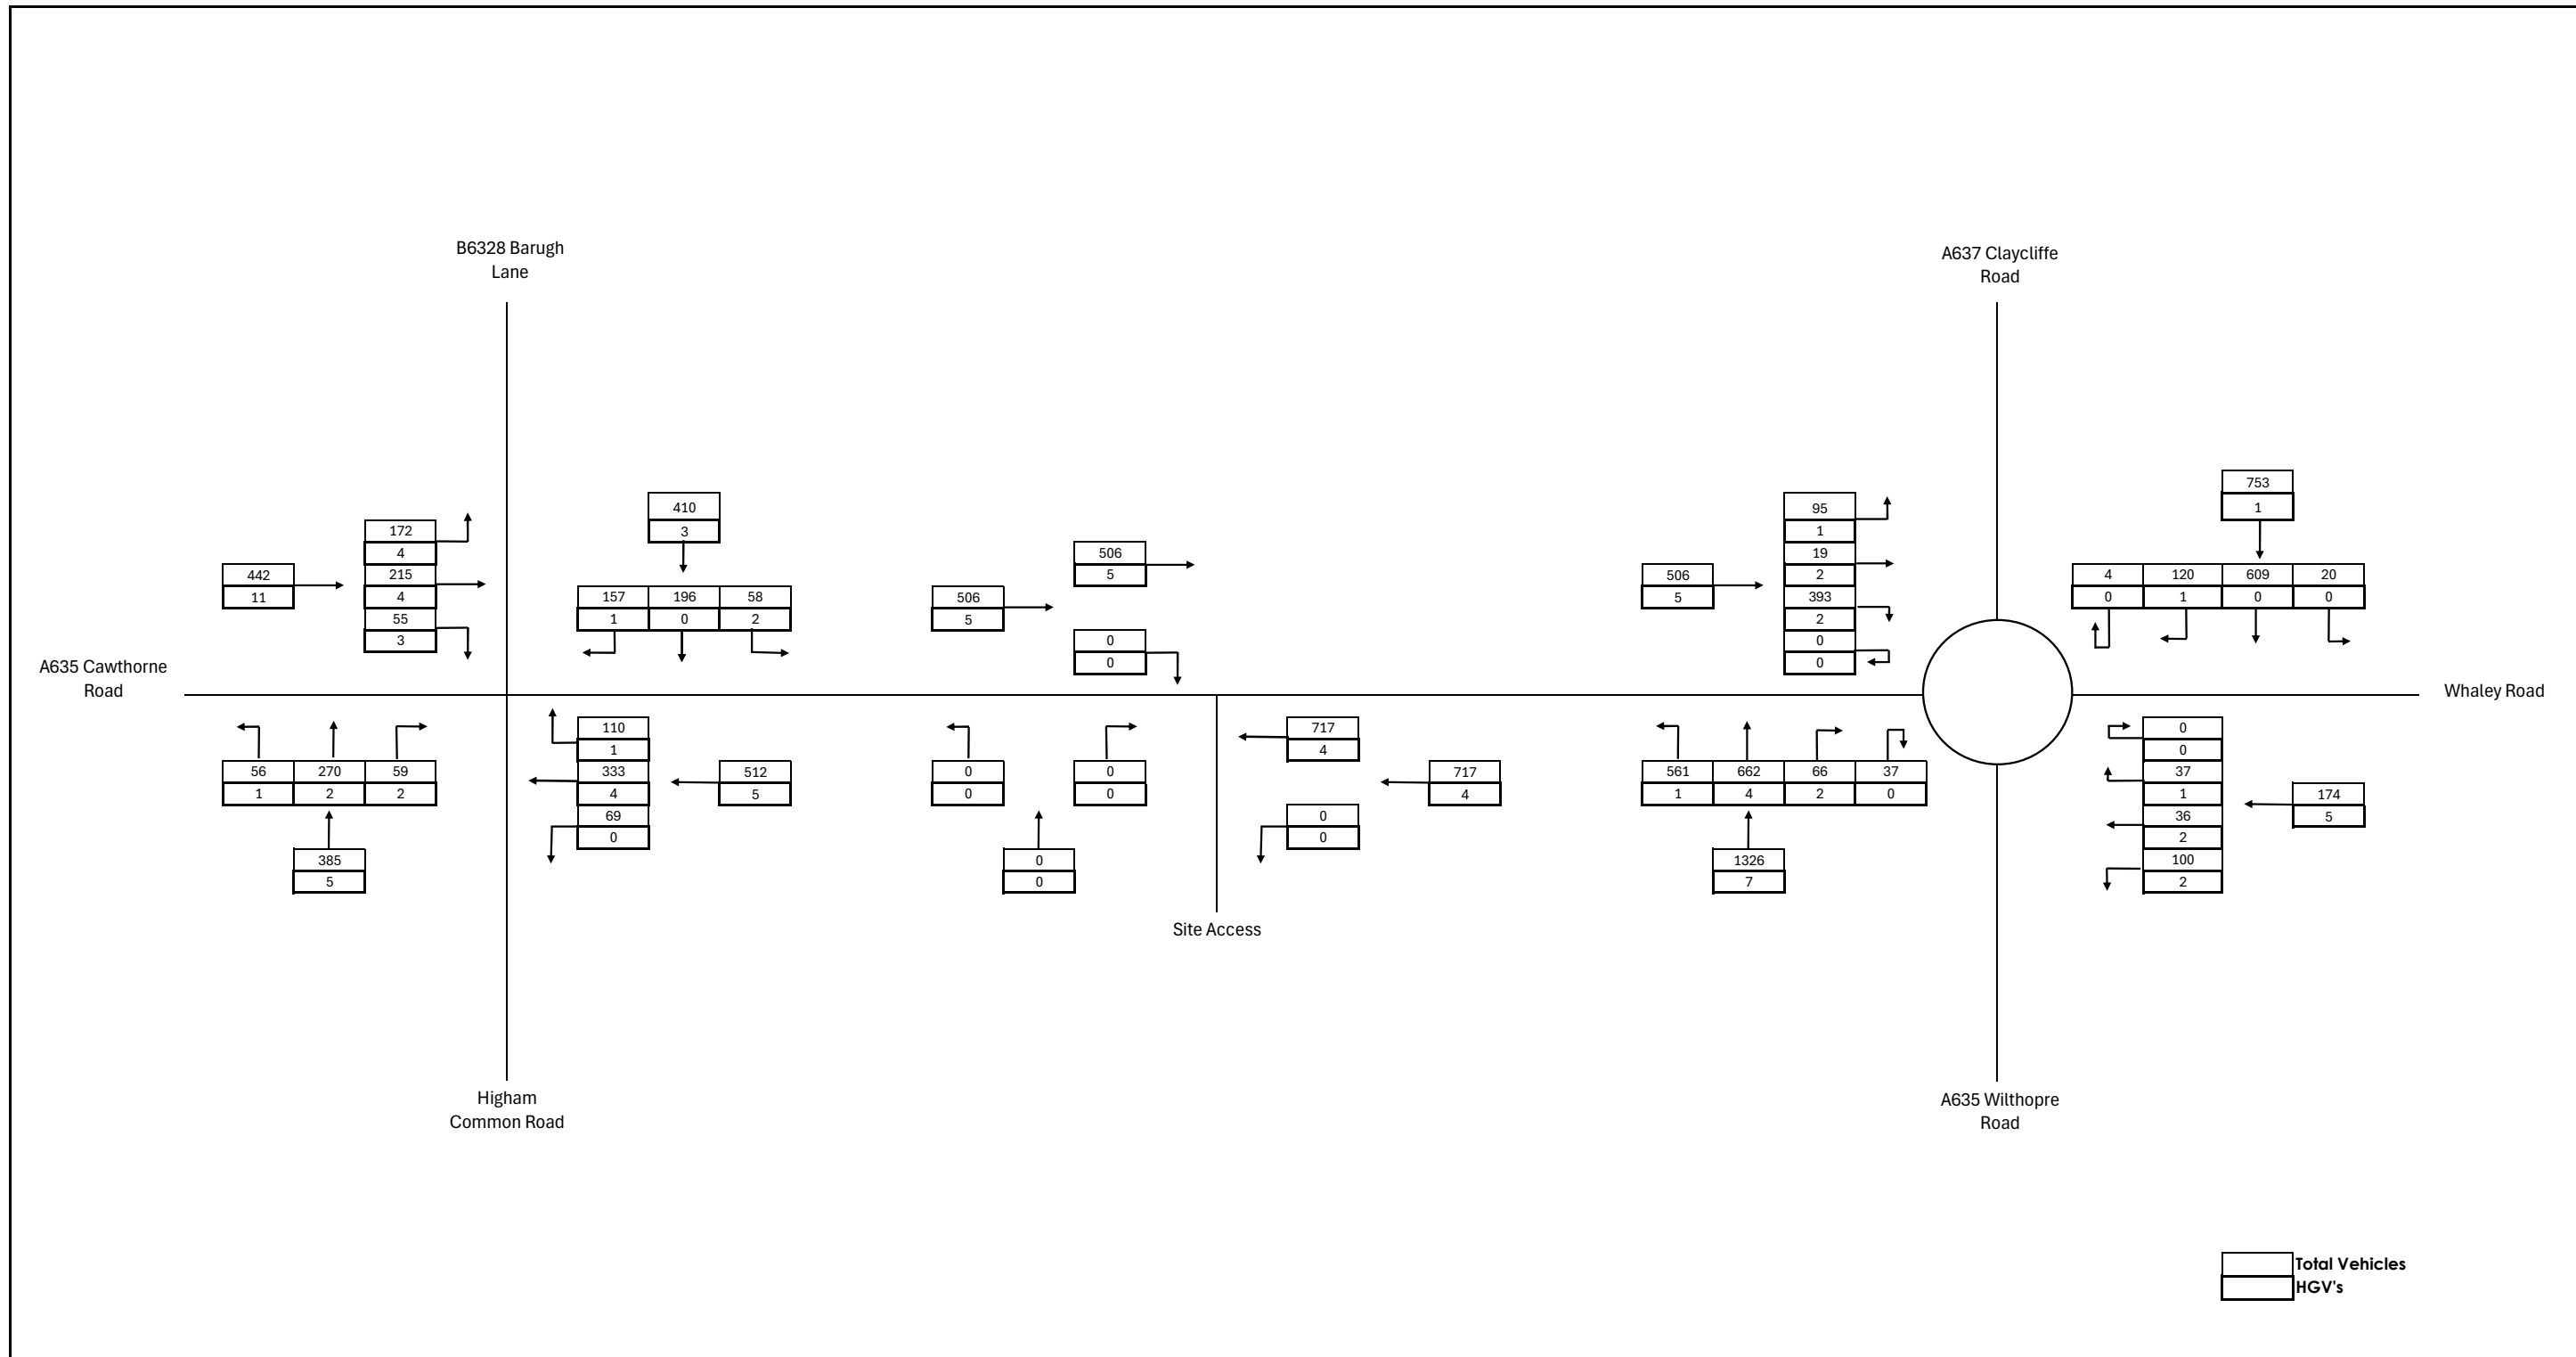 B6328 Barugh
Lane
A637 Claycliffe
Road
753
1
410
3
95
1
19
2
393
2
0
0
172
4
215
4
55
3
506
5
442
11
506
5
4 120 609 20
0 1 0 0
157 196 58
1 0 2
506
5
0
0
A635 Cawthorne
Road
Whaley Road
110
1
333
4
69
0
717
4
0
0
37
1
36
2
100
2
56 270 59
1 2 2
512
5
0
0
0
0
717
4
561 662 66 37
1 4 2 0
174
5
0
0
385
5
0
0
1326
7
Site Access
Higham
Common Road
A635 Wilthopre
Road
Total Vehicles
HGV's